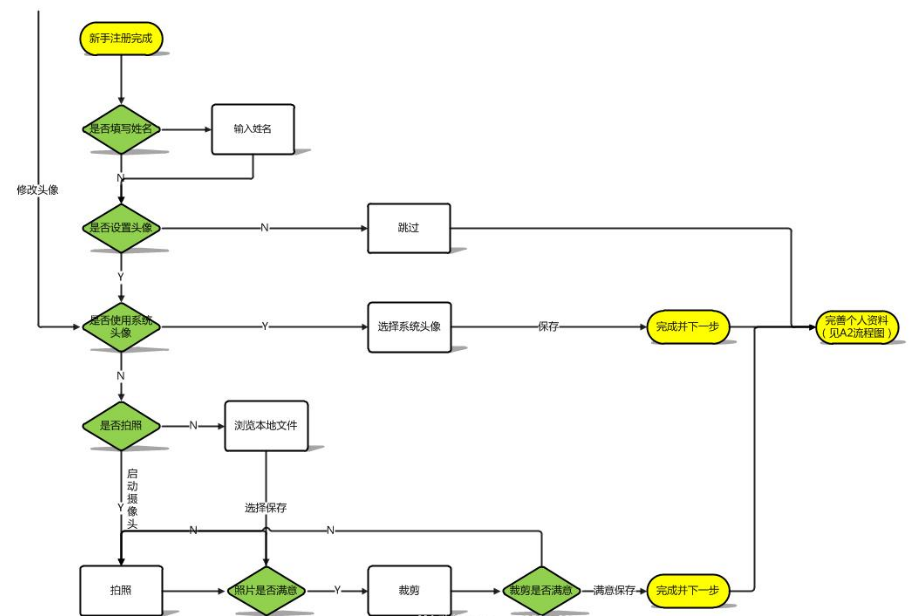 新手注册完成
是否填写姓名
输入姓名
N
修改头像
是否设置头像
N
跳过
Y
是否使用系统
头像
Y
选择系统头像
保存
完成并下一步
完善个人资料
（见A2流程图）
N
是否拍照
N
浏览本地文件
启动摄像头
Y
选择保存
N
N
拍照
照片是否满意
Y
裁剪
裁剪是否满意
满意保存
完成并下一步